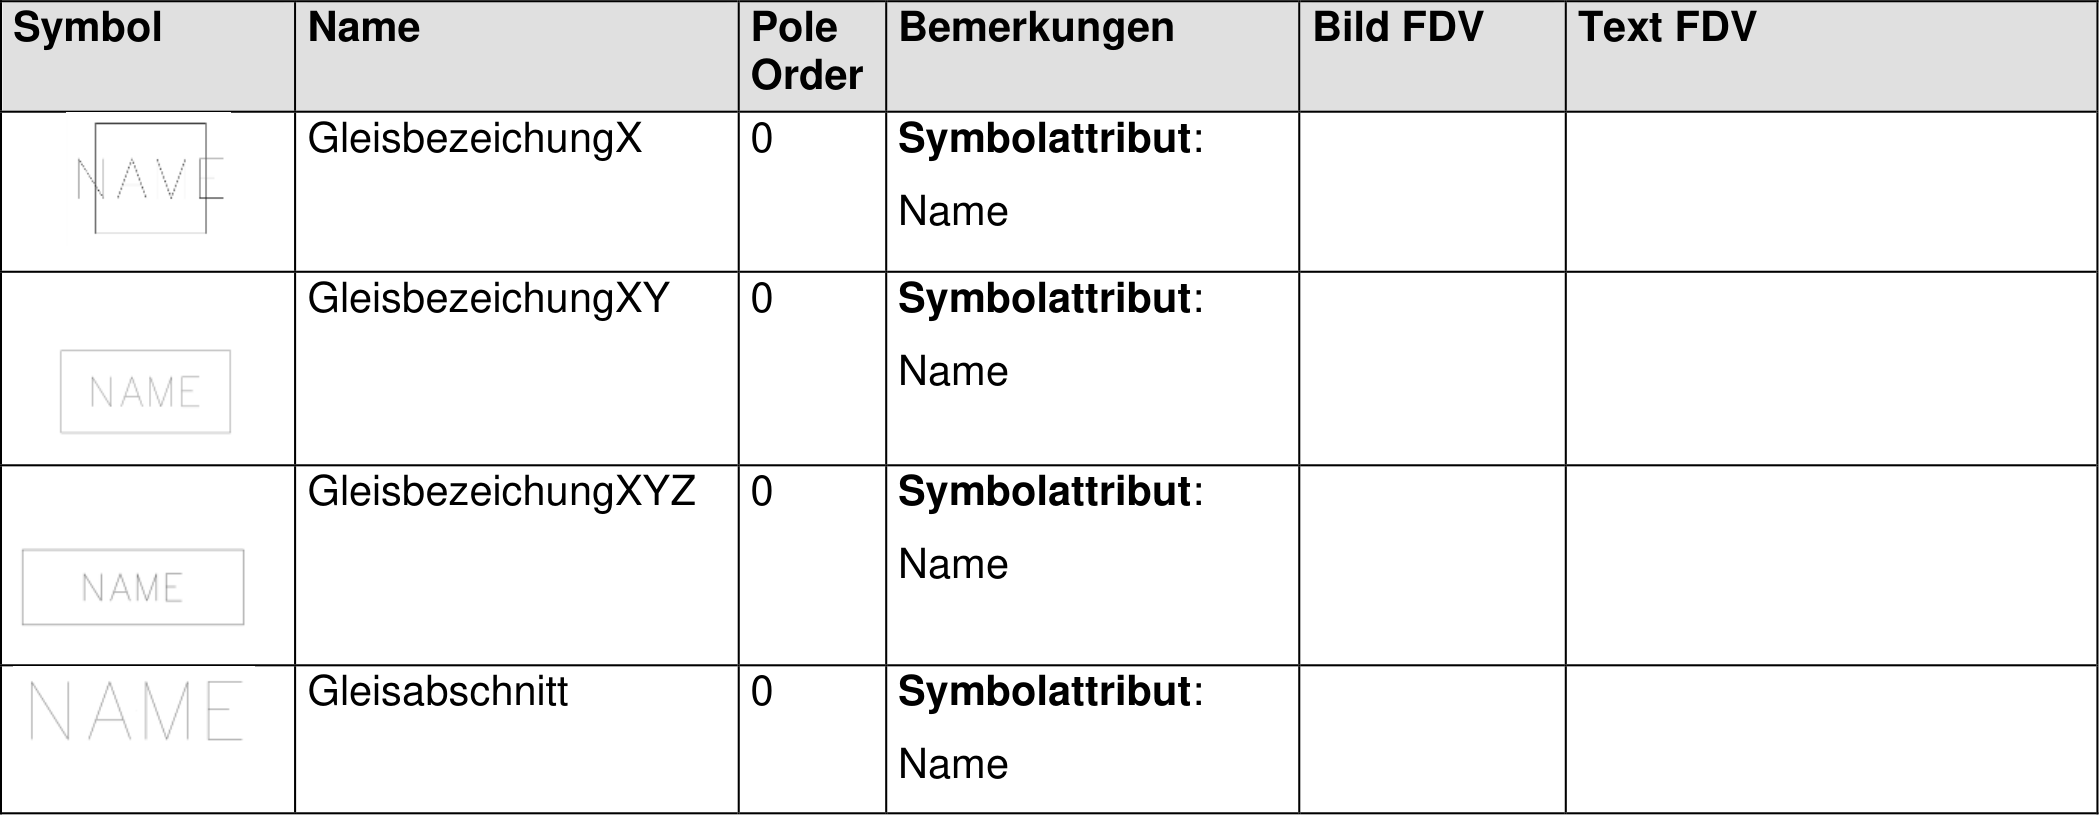 Symbol Name Pole Order Bemerkungen Bild FDV Text FDV
NAME GleisbezeichungX 0 Symbolattribut:
Name
NAME GleisbezeichungXY 0 Symbolattribut:
Name
NAME GleisbezeichungXYZ 0 Symbolattribut:
Name
NAME Gleisabschnitt 0 Symbolattribut:
Name